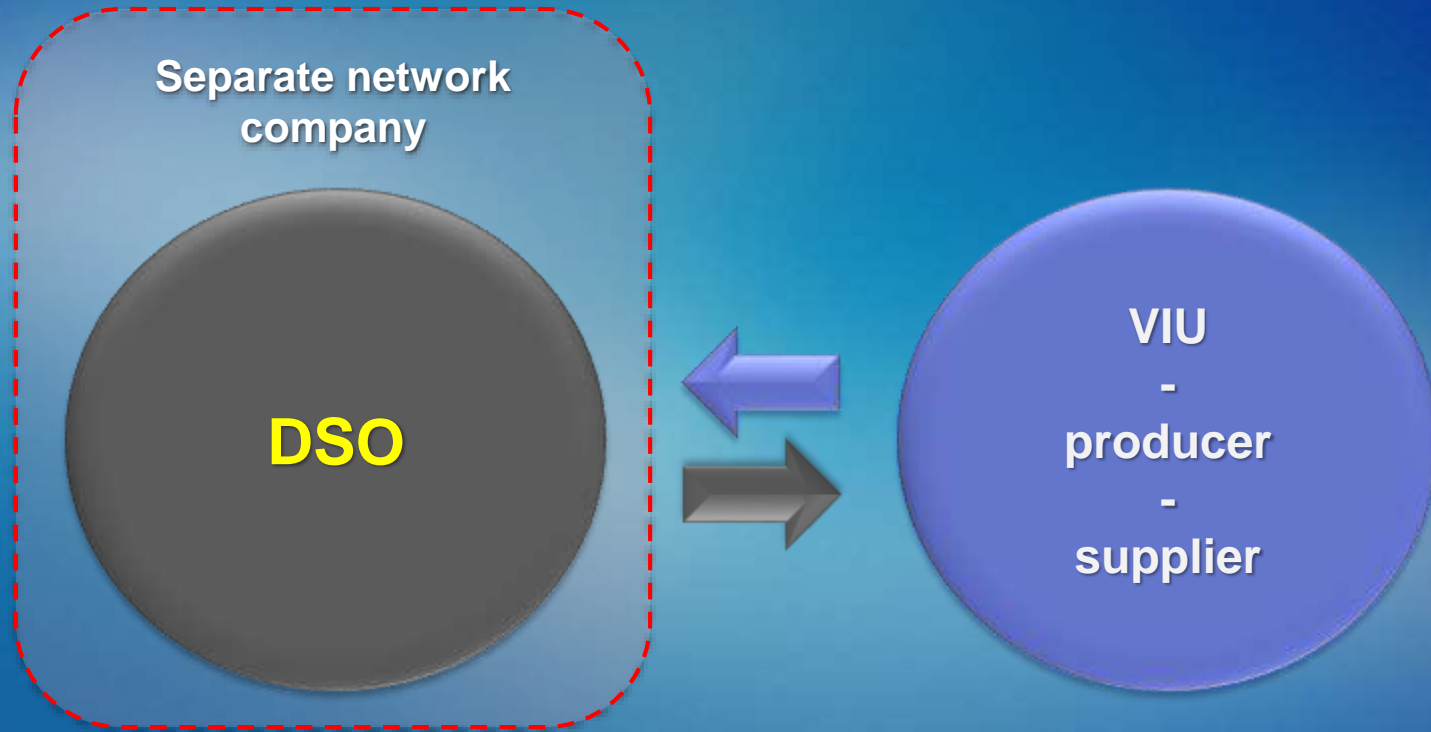 Separate network
company
DSO
VIU
-
producer
-
supplier